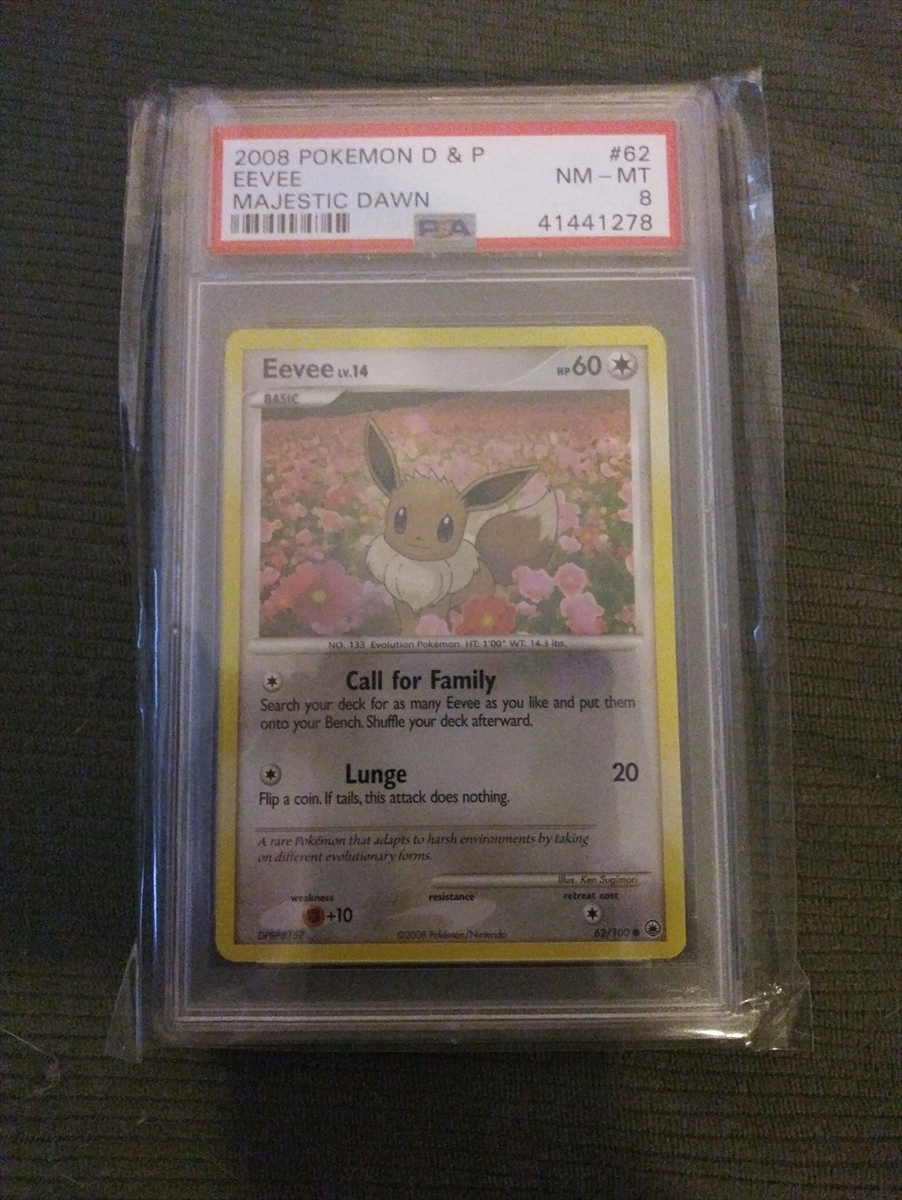 2008 POKEMON D & P #62
EEVEE NM - MT
MAJESTIC DAWN 8
PSA 41441278
Eevee LV.14 HP 60
BASIC
NO. 133 Evolution Pokémon HT: 1'00" WT: 14.3 lbs.
Call for Family
Search your deck for as many Eevee as you like and put them
onto your Bench. Shuffle your deck afterward.
Lunge 20
Flip a coin. If tails, this attack does nothing.
A rare Pokémon that adapts to harsh environments by taking
on different evolutionary forms.
Illus. Ken Sugimori
weakness resistance retreat cost
+10
©2008 Pokémon/Nintendo 62/100